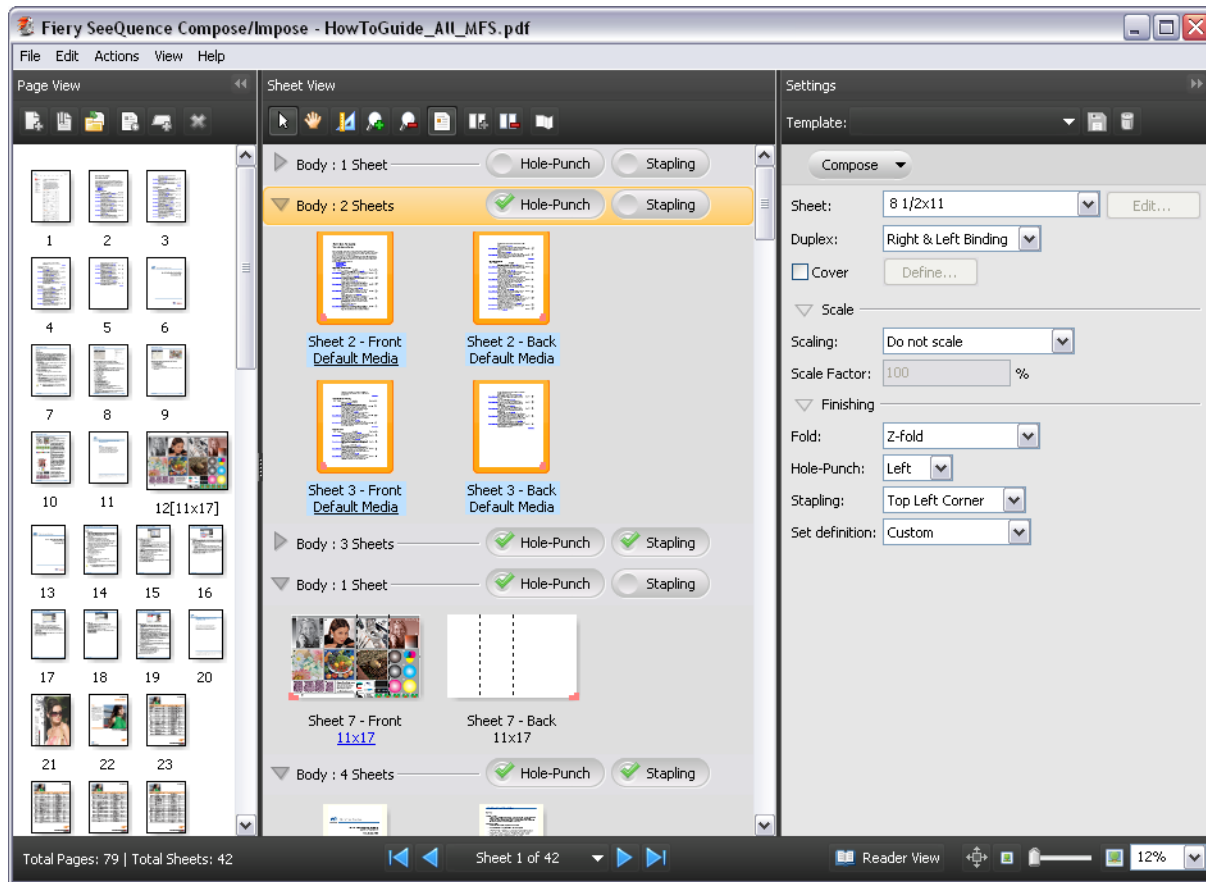 Fiery SeeQuence Compose/Impose - HowToGuide_All_MFS.pdf
File Edit Actions View Help
Page View
Sheet View
Settings
Template:
Body : 1 Sheet Hole-Punch Stapling
Body : 2 Sheets Hole-Punch Stapling
1 2 3
4 5 6
7 8 9
10 11 12[11x17]
13 14 15 16
17 18 19 20
21 22 23
Sheet 2 - Front
Default Media
Sheet 2 - Back
Default Media
Sheet 3 - Front
Default Media
Sheet 3 - Back
Default Media
Body : 3 Sheets Hole-Punch Stapling
Body : 1 Sheet Hole-Punch Stapling
Sheet 7 - Front
11x17
Sheet 7 - Back
11x17
Body : 4 Sheets Hole-Punch Stapling
Compose
Sheet: 8 1/2x11 Edit...
Duplex: Right & Left Binding
Cover Define...
Scale
Scaling: Do not scale
Scale Factor: 100 %
Finishing
Fold: Z-fold
Hole-Punch: Left
Stapling: Top Left Corner
Set definition: Custom
Total Pages: 79 | Total Sheets: 42
Sheet 1 of 42
Reader View
12%